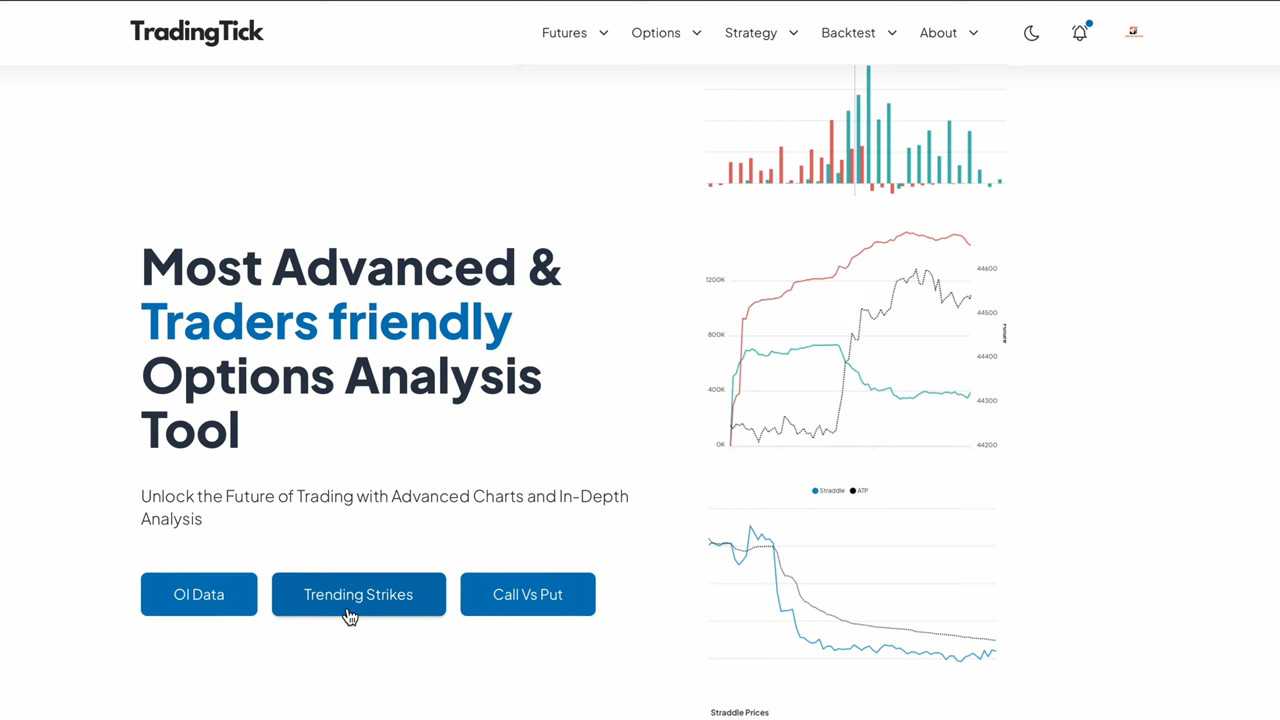 TradingTick
Futures
Options
Strategy
Backtest
About
Most Advanced &
Traders friendly
Options Analysis
Tool
Unlock the Future of Trading with Advanced Charts and In-Depth
Analysis
OI Data
Trending Strikes
Call Vs Put
1200K
800K
400K
0K
44600
44500
44400
44300
44200
Future
Straddle
ATP
Straddle Prices